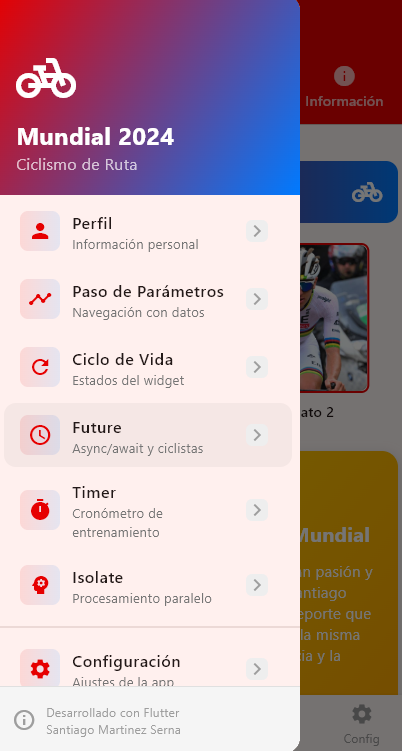 Mundial 2024
Ciclismo de Ruta
Información
Perfil
Información personal
Paso de Parámetros
Navegación con datos
Ciclo de Vida
Estados del widget
ato 2
Future
Async/await y ciclistas
Timer
Cronómetro de
entrenamiento
Isolate
Procesamiento paralelo
Configuración
Ajustes de la app
Mundial
an pasión y
antiago
eporte que
la misma
ia y la
Desarrollado con Flutter
Santiago Martinez Serna
Config